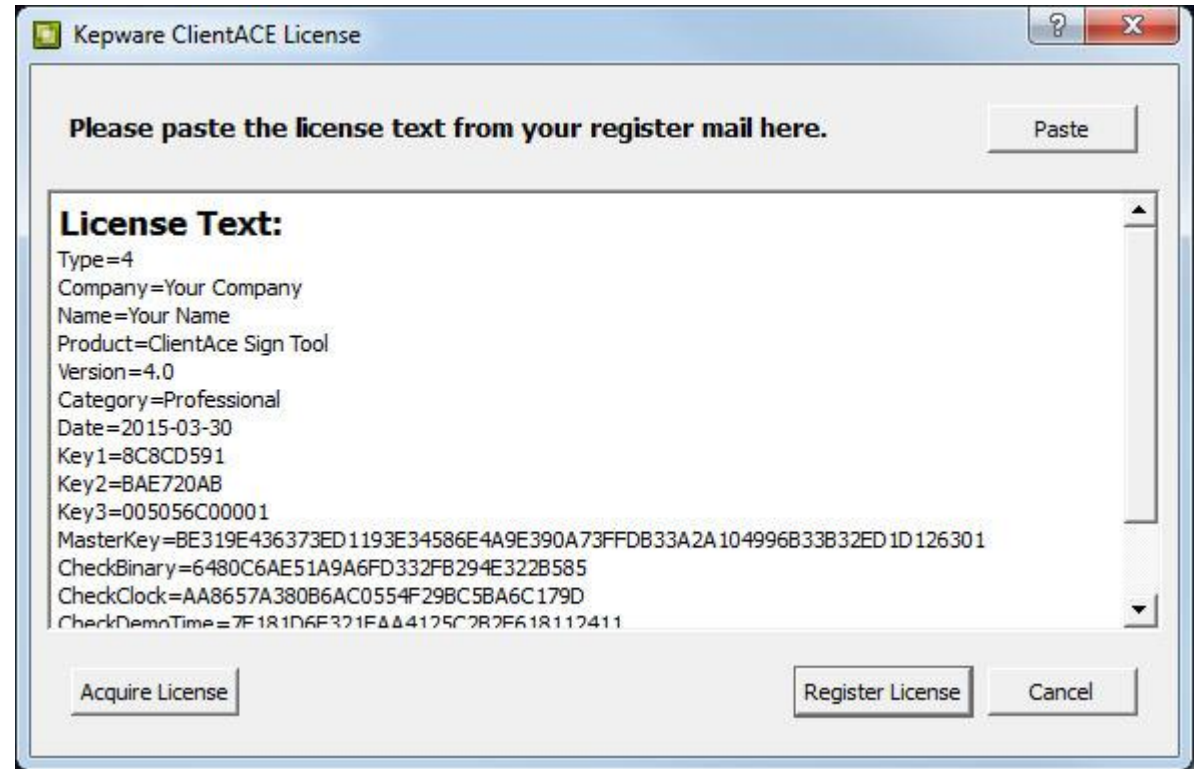 Kepware ClientACE License
Please paste the license text from your register mail here.
Paste
License Text:
Type=4
Company=Your Company
Name=Your Name
Product=ClientAce Sign Tool
Version=4.0
Category=Professional
Date=2015-03-30
Key1=8C8CD591
Key2=BAE720AB
Key3=005056C00001
MasterKey=BE319E436373ED1193E34586E4A9E390A73FFDB33A2A104996B33B32ED1D126301
CheckBinary=6480C6AE51A9A6FD332FB294E322B585
CheckClock=AA8657A380B6AC0554F29BC5BA6C179D
CheckDemoTime=7E181D6E321EAA4125C2B2E618112411
Acquire License
Register License
Cancel